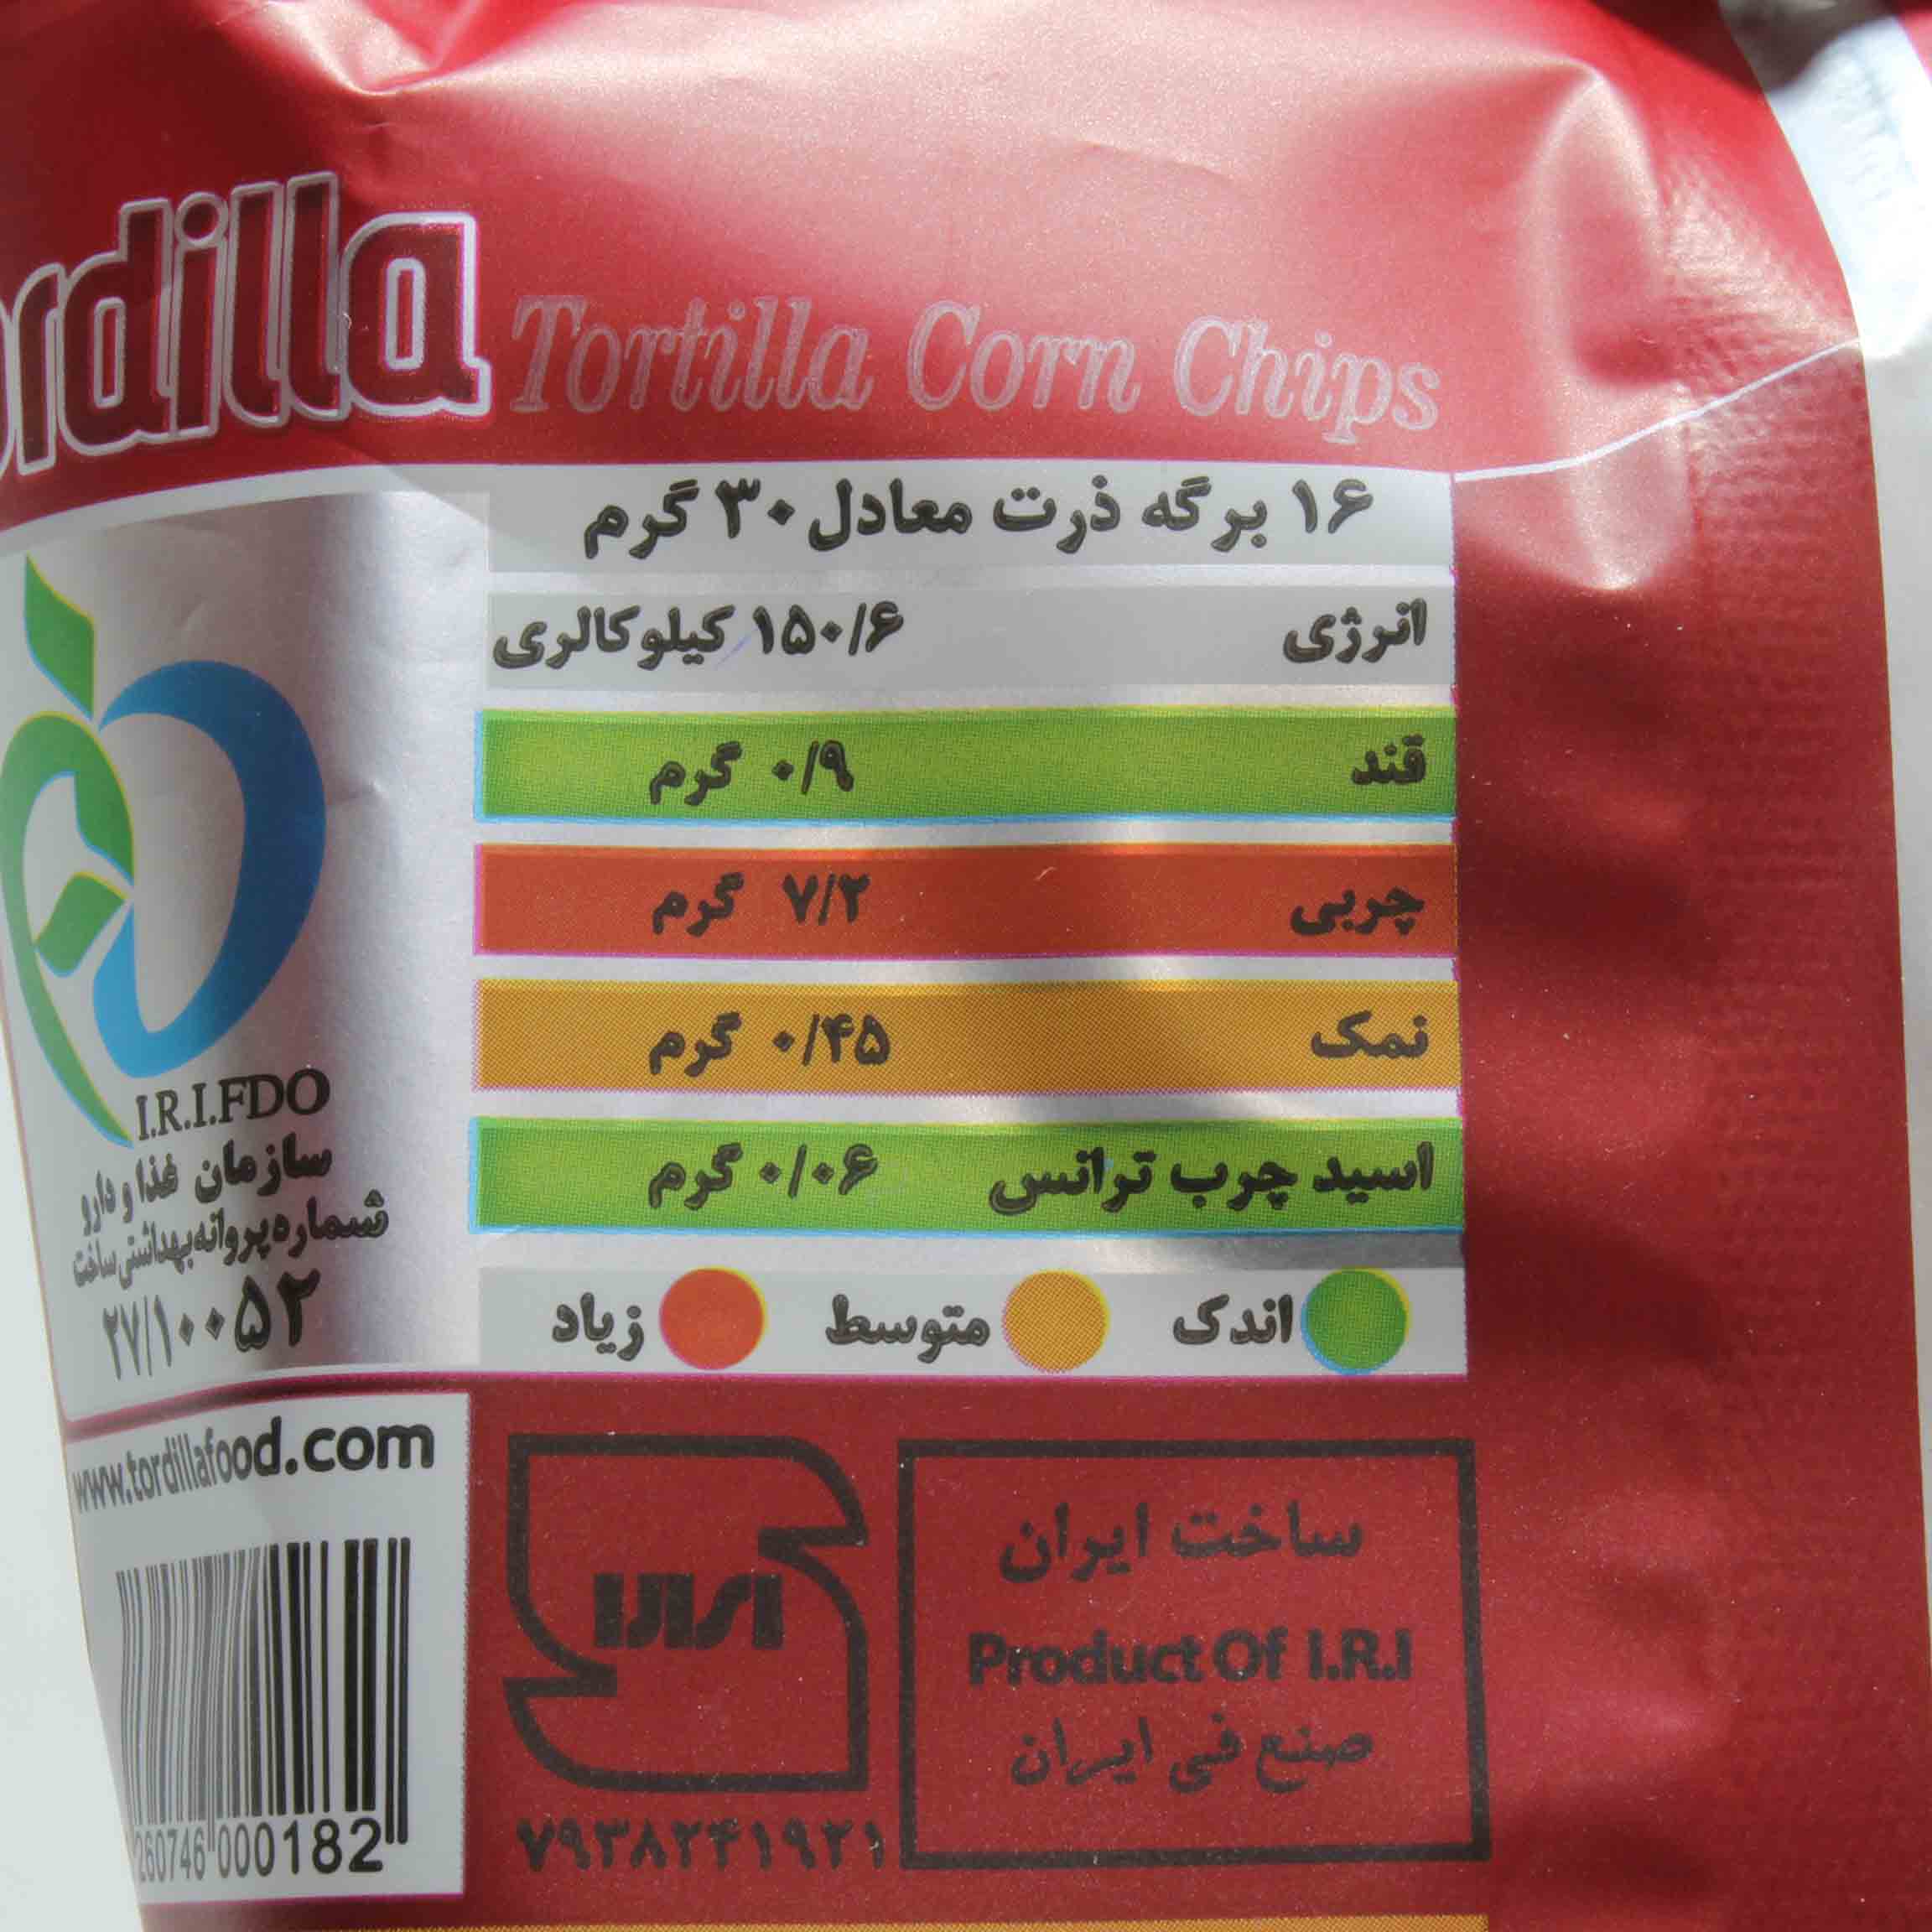 Tortilla Corn Chips
۱۶ برگه ذرت معادل ۳۰ گرم
انرژی ۱۵۰/۶ کیلوکالری
قند ۰/۹ گرم
چربی ۷/۲ گرم
نمک ۰/۴۵ گرم
اسید چرب ترانس ۰/۰۶ گرم
اندک متوسط زیاد
I.R.I.FDO
سازمان غذا و دارو
شماره پروانه بهداشتی ساخت
۲۷/۱۰۰۵۲
www.tordillafood.com
260746 000182
۷۹۳۸۲۴۱۹۲۱
ساخت ایران
Product Of I.R.I
صنع فی ایران